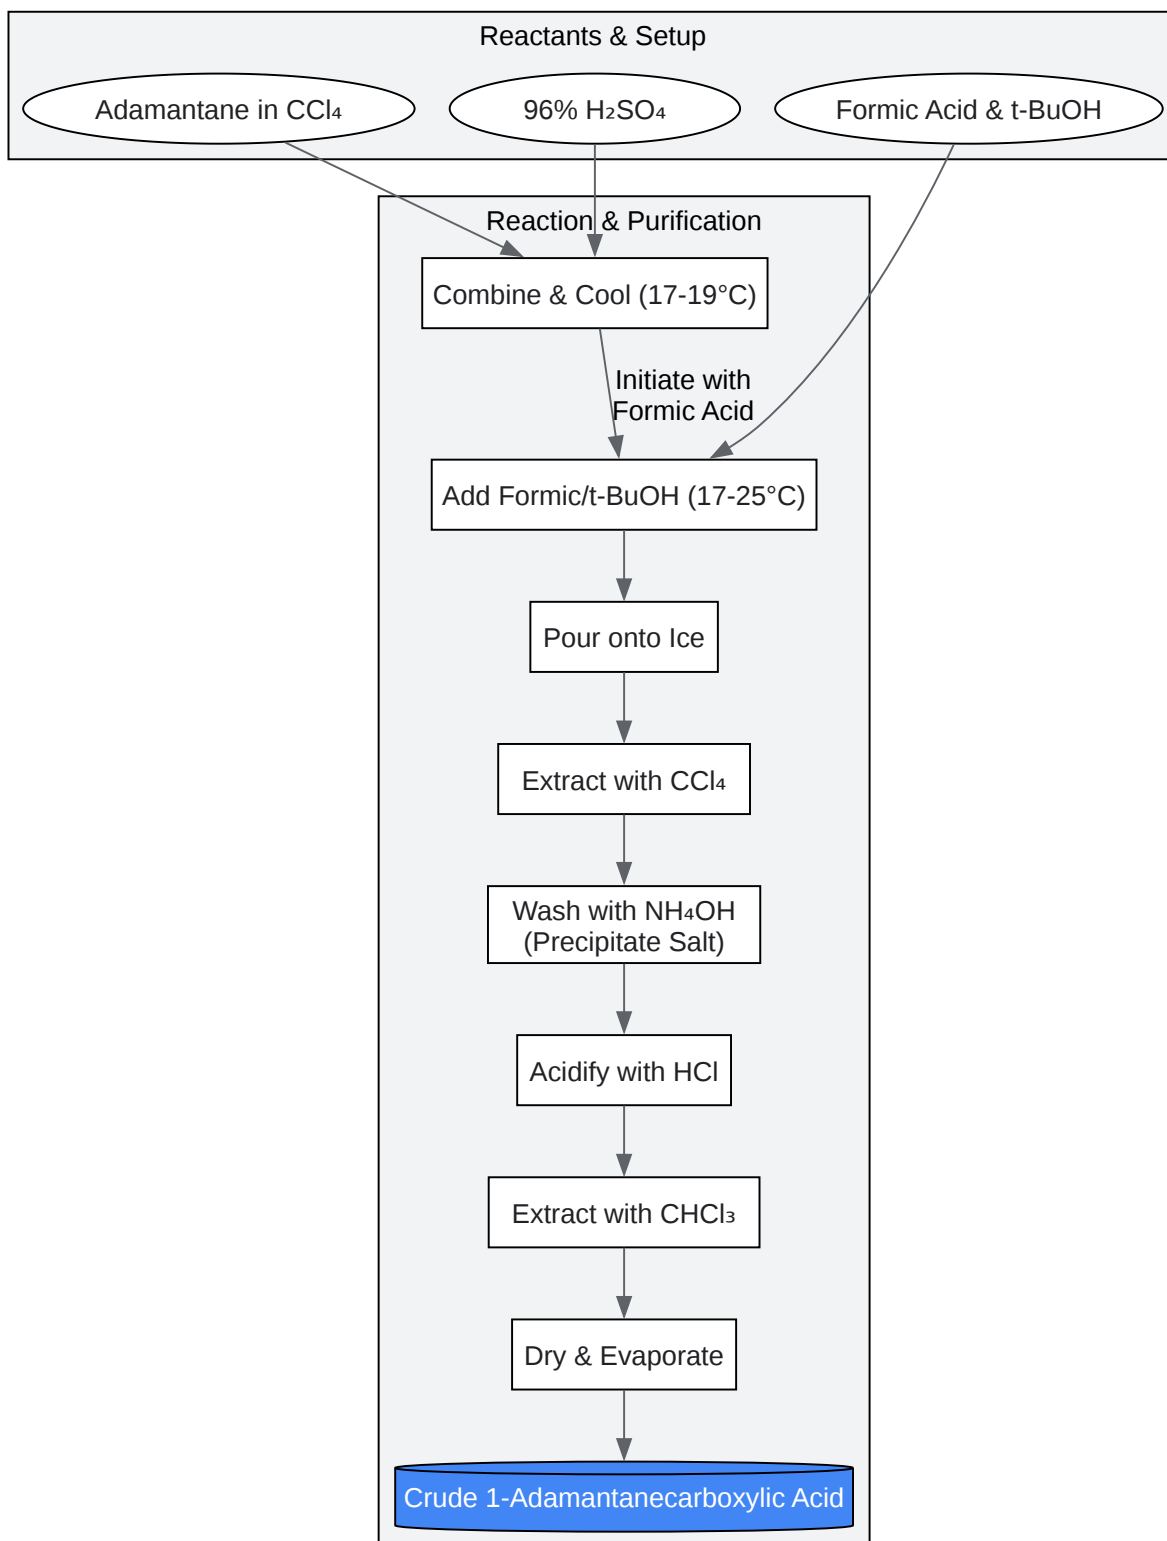 Reactants & Setup
Adamantane in CCl₄
96% H₂SO₄
Formic Acid & t-BuOH
Reaction & Purification
Combine & Cool (17-19°C)
Initiate with
Formic Acid
Add Formic/t-BuOH (17-25°C)
Pour onto Ice
Extract with CCl₄
Wash with NH₄OH
(Precipitate Salt)
Acidify with HCl
Extract with CHCl₃
Dry & Evaporate
Crude 1-Adamantanecarboxylic Acid